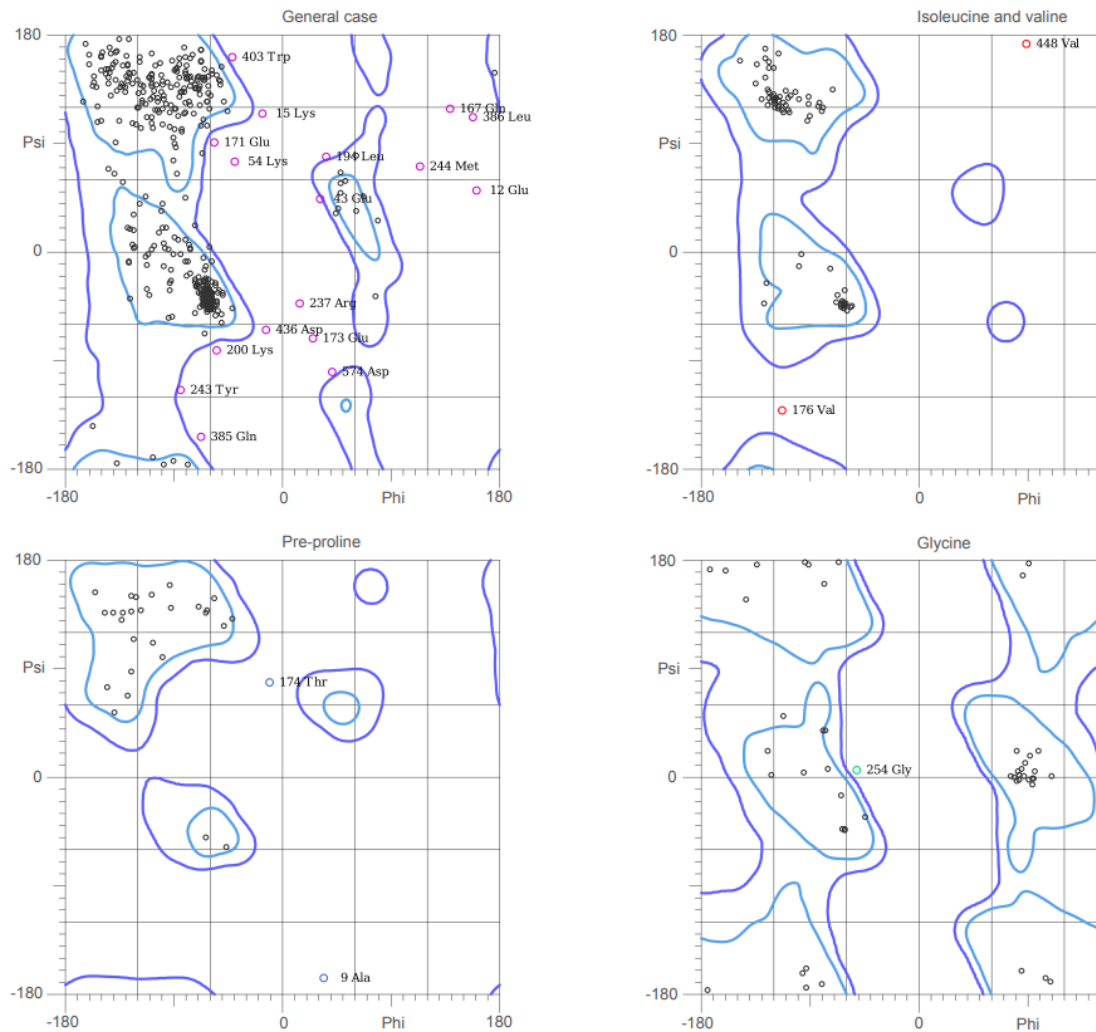 General case
180
403 Trp
15 Lys
167 Gln
386 Leu
Psi
171 Glu
194 Leu
54 Lys
244 Met
12 Glu
43 Glu
0
237 Arg
436 Asp
173 Glu
200 Lys
574 Asp
243 Tyr
385 Gln
-180
-180
0
Phi
180
Isoleucine and valine
180
448 Val
Psi
0
176 Val
-180
-180
0
Phi
Pre-proline
180
Psi
174 Thr
0
9 Ala
-180
-180
0
Phi
180
Glycine
180
Psi
254 Gly
0
-180
-180
0
Phi